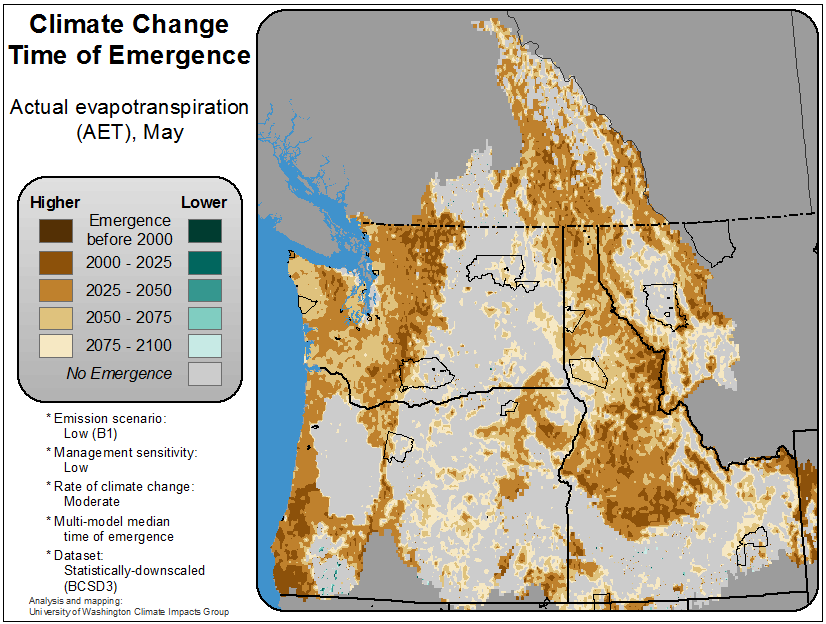 Climate Change
Time of Emergence
Actual evapotranspiration
(AET), May
Higher
Lower
Emergence
before 2000
2000 - 2025
2025 - 2050
2050 - 2075
2075 - 2100
No Emergence
* Emission scenario:
Low (B1)
* Management sensitivity:
Low
* Rate of climate change:
Moderate
* Multi-model median
time of emergence
* Dataset:
Statistically-downscaled
(BCSD3)
Analysis and mapping:
University of Washington Climate Impacts Group